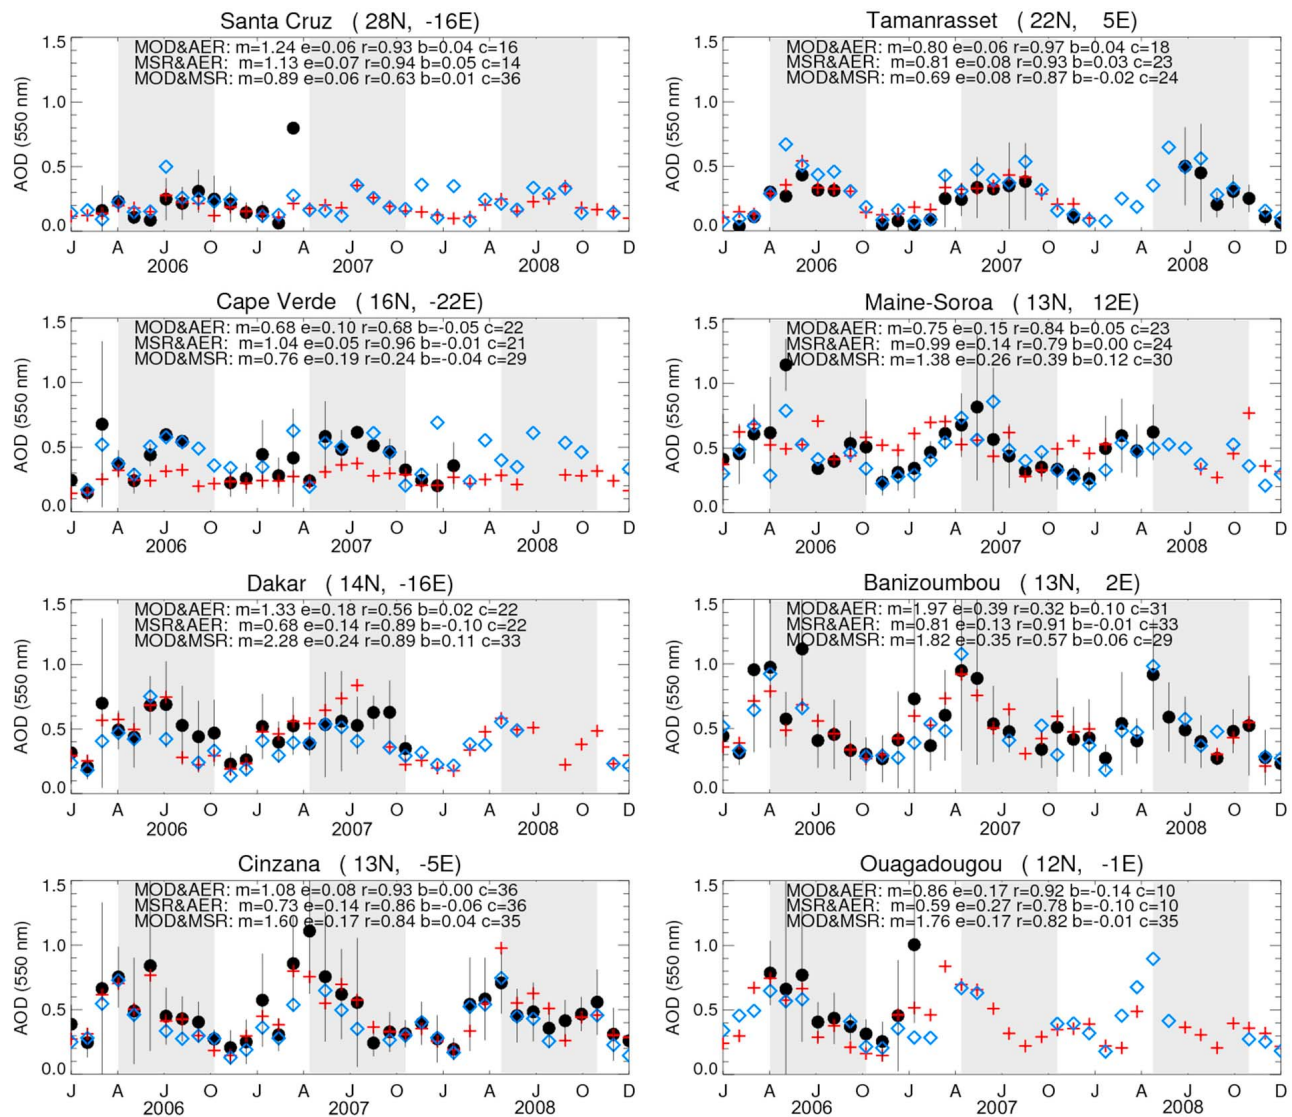 Santa Cruz ( 28N, -16E)
MOD&AER: m=1.24 e=0.06 r=0.93 b=0.04 c=16
MSR&AER: m=1.13 e=0.07 r=0.94 b=0.05 c=14
MOD&MSR: m=0.89 e=0.06 r=0.63 b=0.01 c=36
AOD (550 nm)
1.5
1.0
0.5
0.0
J A J O J A J O J A J O D
2006 2007 2008
Tamanrasset ( 22N, 5E)
MOD&AER: m=0.80 e=0.06 r=0.97 b=0.04 c=18
MSR&AER: m=0.81 e=0.08 r=0.93 b=0.03 c=23
MOD&MSR: m=0.69 e=0.08 r=0.87 b=-0.02 c=24
AOD (550 nm)
1.5
1.0
0.5
0.0
J A J O J A J O J A J O D
2006 2007 2008
Cape Verde ( 16N, -22E)
MOD&AER: m=0.68 e=0.10 r=0.68 b=-0.05 c=22
MSR&AER: m=1.04 e=0.05 r=0.96 b=-0.01 c=21
MOD&MSR: m=0.76 e=0.19 r=0.24 b=-0.04 c=29
AOD (550 nm)
1.5
1.0
0.5
0.0
J A J O J A J O J A J O D
2006 2007 2008
Maine-Soroa ( 13N, 12E)
MOD&AER: m=0.75 e=0.15 r=0.84 b=0.05 c=23
MSR&AER: m=0.99 e=0.14 r=0.79 b=0.00 c=24
MOD&MSR: m=1.38 e=0.26 r=0.39 b=0.12 c=30
AOD (550 nm)
1.5
1.0
0.5
0.0
J A J O J A J O J A J O D
2006 2007 2008
Dakar ( 14N, -16E)
MOD&AER: m=1.33 e=0.18 r=0.56 b=0.02 c=22
MSR&AER: m=0.68 e=0.14 r=0.89 b=-0.10 c=22
MOD&MSR: m=2.28 e=0.24 r=0.89 b=0.11 c=33
AOD (550 nm)
1.5
1.0
0.5
0.0
J A J O J A J O J A J O D
2006 2007 2008
Banizoumbou ( 13N, 2E)
MOD&AER: m=1.97 e=0.39 r=0.32 b=0.10 c=31
MSR&AER: m=0.81 e=0.13 r=0.91 b=-0.01 c=33
MOD&MSR: m=1.82 e=0.35 r=0.57 b=0.06 c=29
AOD (550 nm)
1.5
1.0
0.5
0.0
J A J O J A J O J A J O D
2006 2007 2008
Cinzana ( 13N, -5E)
MOD&AER: m=1.08 e=0.08 r=0.93 b=0.00 c=36
MSR&AER: m=0.73 e=0.14 r=0.86 b=-0.06 c=36
MOD&MSR: m=1.60 e=0.17 r=0.84 b=0.04 c=35
AOD (550 nm)
1.5
1.0
0.5
0.0
J A J O J A J O J A J O D
2006 2007 2008
Ouagadougou ( 12N, -1E)
MOD&AER: m=0.86 e=0.17 r=0.92 b=-0.14 c=10
MSR&AER: m=0.59 e=0.27 r=0.78 b=-0.10 c=10
MOD&MSR: m=1.76 e=0.17 r=0.82 b=-0.01 c=35
AOD (550 nm)
1.5
1.0
0.5
0.0
J A J O J A J O J A J O D
2006 2007 2008